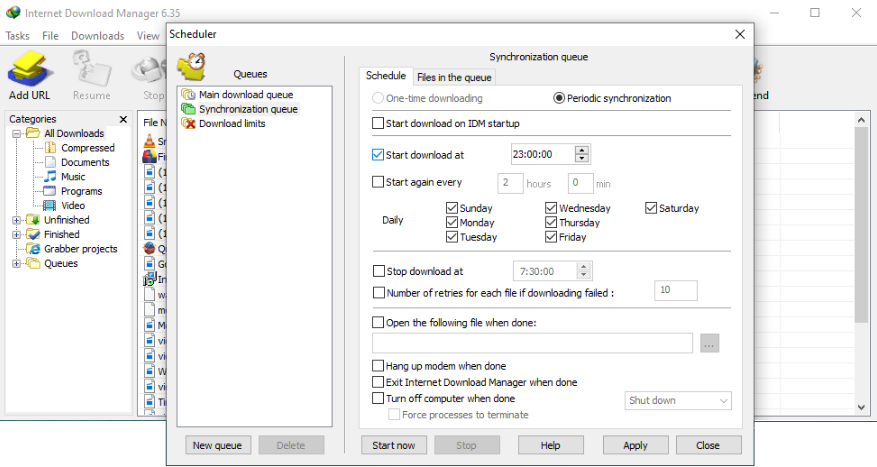 Internet Download Manager 6.35
Tasks File Downloads View
Add URL
Resume
Stop
Categories
All Downloads
Compressed
Documents
Music
Programs
Video
Unfinished
Finished
Grabber projects
Queues
File N
Scheduler
Queues
Main download queue
Synchronization queue
Download limits
New queue
Delete
Synchronization queue
Schedule
Files in the queue
One-time downloading
Periodic synchronization
Start download on IDM startup
Start download at 23:00:00
Start again every 2 hours 0 min
Daily
Sunday Wednesday Saturday
Monday Thursday
Tuesday Friday
Stop download at 7:30:00
Number of retries for each file if downloading failed : 10
Open the following file when done:
...
Hang up modem when done
Exit Internet Download Manager when done
Turn off computer when done
Shut down
Force processes to terminate
Start now
Stop
Help
Apply
Close